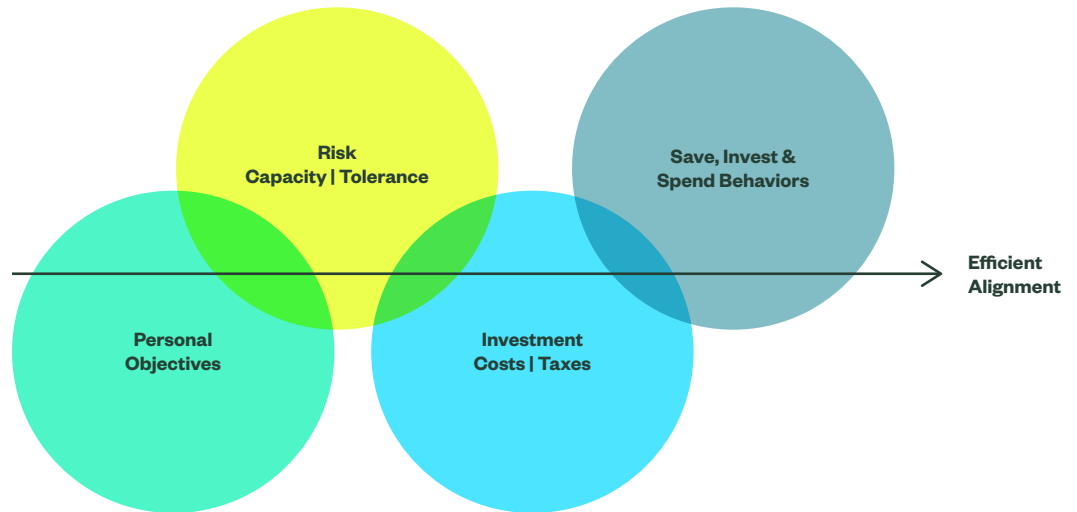 Risk
Capacity | Tolerance
Save, Invest &
Spend Behaviors
Efficient
Alignment
Personal
Objectives
Investment
Costs | Taxes